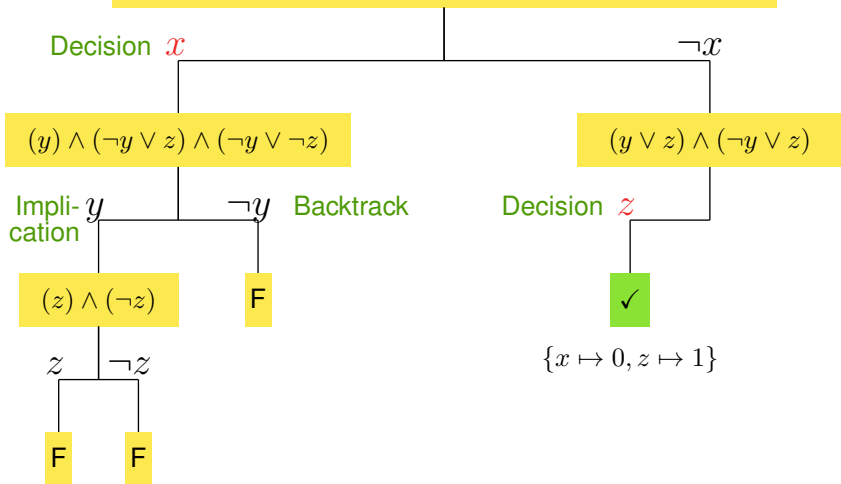 Decision x ¬x
(y) ∧ (¬y ∨ z) ∧ (¬y ∨ ¬z) (y ∨ z) ∧ (¬y ∨ z)
Impli-
cation y ¬y Backtrack Decision z
(z) ∧ (¬z) F ✓
{x ↦ 0, z ↦ 1}
z ¬z
F F